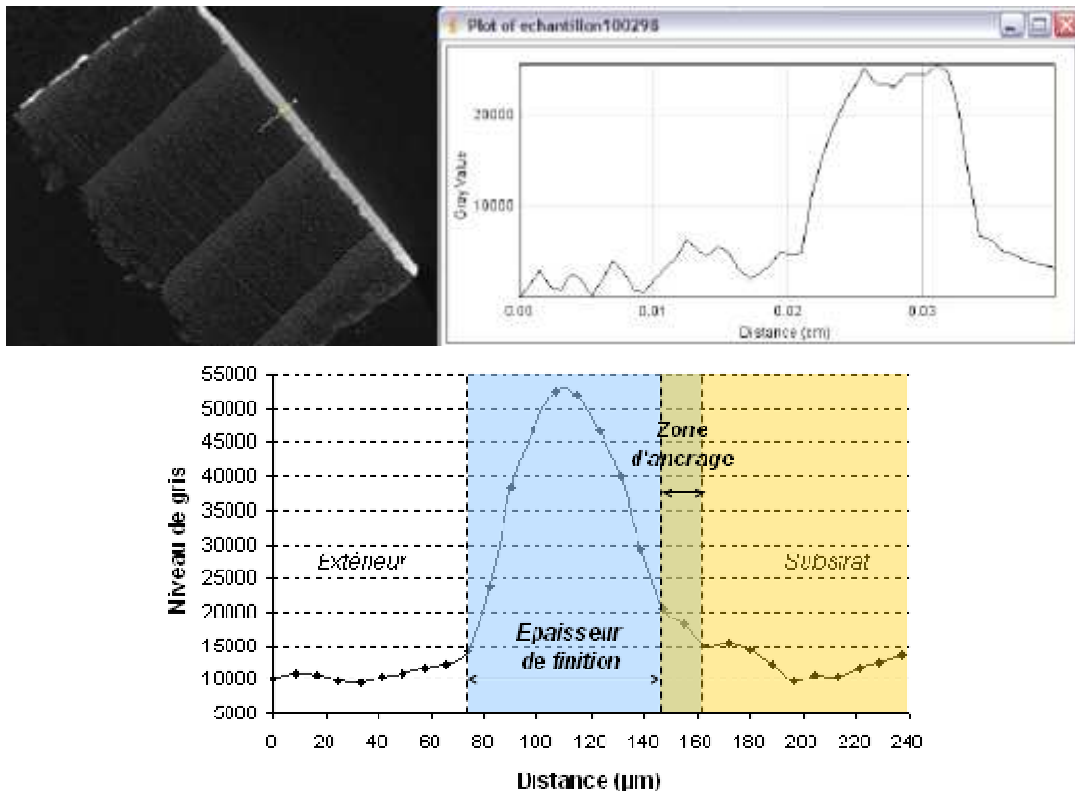 Plot of echantillon100298
20000
10000
Gray Value
0.00 0.01 0.02 0.03
Distance (cm)
55000
50000
45000
40000
35000
30000
25000
20000
15000
10000
5000
Niveau de gris
Extérieur
Zone
d'ancrage
Substrat
Epaisseur
de finition
0 20 40 60 80 100 120 140 160 180 200 220 240
Distance (µm)